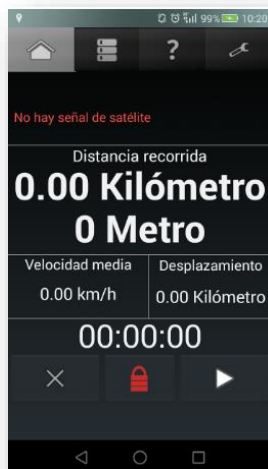 99% 10:20
?
No hay señal de satélite
Distancia recorrida
0.00 Kilómetro
0 Metro
Velocidad media
Desplazamiento
0.00 km/h
0.00 Kilómetro
00:00:00